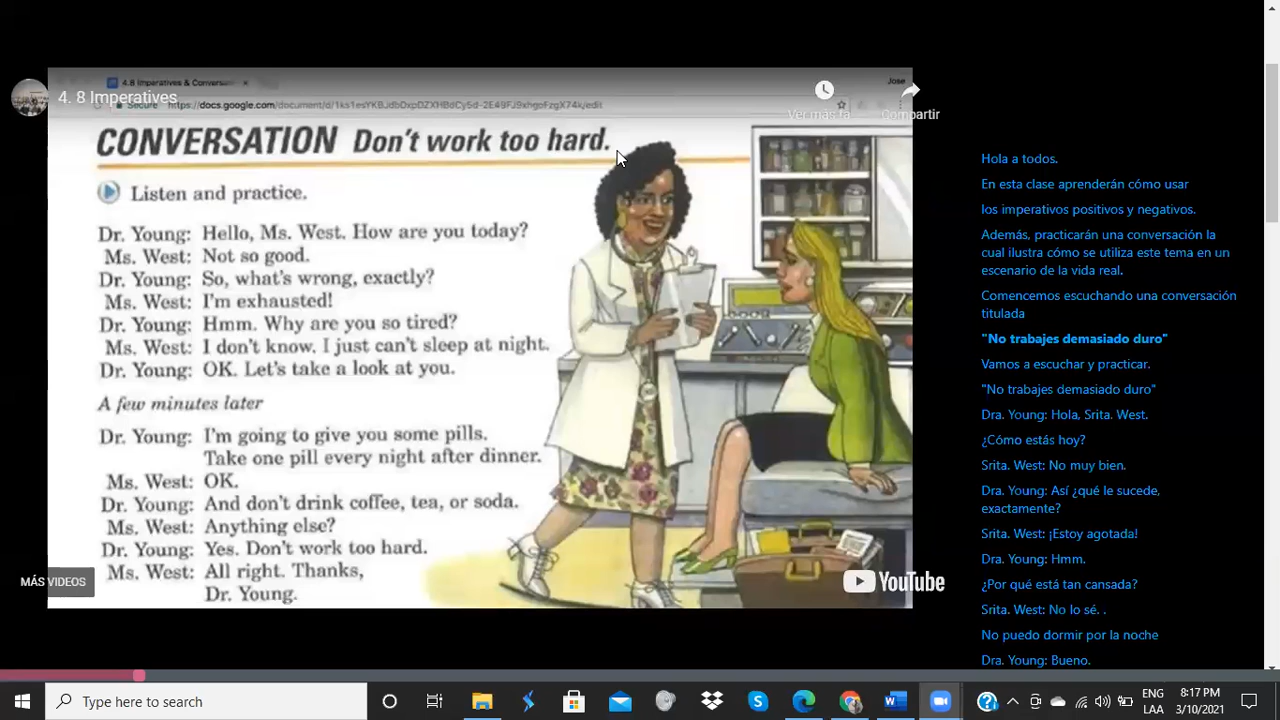 4.8 Imperatives & Conversa
Jose
4. 8 Imperatives
Secure
https://docs.google.com/document/d/
Compartir
CONVERSATION Don't work too hard.
Listen and practice.
Dr. Young: Hello, Ms. West. How are you today?
Ms. West: Not so good.
Dr. Young: So, what's wrong, exactly?
Ms. West: I'm exhausted!
Dr. Young: Hmm. Why are you so tired?
Ms. West: I don't know. I just can't sleep at night.
Dr. Young: OK. Let's take a look at you.
A few minutes later
Dr. Young: I'm going to give you some pills.
Take one pill every night after dinner.
Ms. West: OK.
Dr. Young: And don't drink coffee, tea, or soda.
Ms. West: Anything else?
Dr. Young: Yes. Don't work too hard.
Ms. West: All right. Thanks,
Dr. Young.
MÁS VIDEOS
YouTube
Hola a todos.
En esta clase aprenderán cómo usar
los imperativos positivos y negativos.
Además, practicarán una conversación la
cual ilustra cómo se utiliza este tema en un
escenario de la vida real.
Comencemos escuchando una conversación
titulada
"No trabajes demasiado duro"
Vamos a escuchar y practicar.
"No trabajes demasiado duro"
Dra. Young: Hola, Srita. West.
¿Cómo estás hoy?
Srita. West: No muy bien.
Dra. Young: Así ¿qué le sucede,
exactamente?
Srita. West: ¡Estoy agotada!
Dra. Young: Hmm.
¿Por qué está tan cansada?
Srita. West: No lo sé. .
No puedo dormir por la noche
Dra. Young: Bueno.
Type here to search
ENG
LAA
8:17 PM
3/10/2021